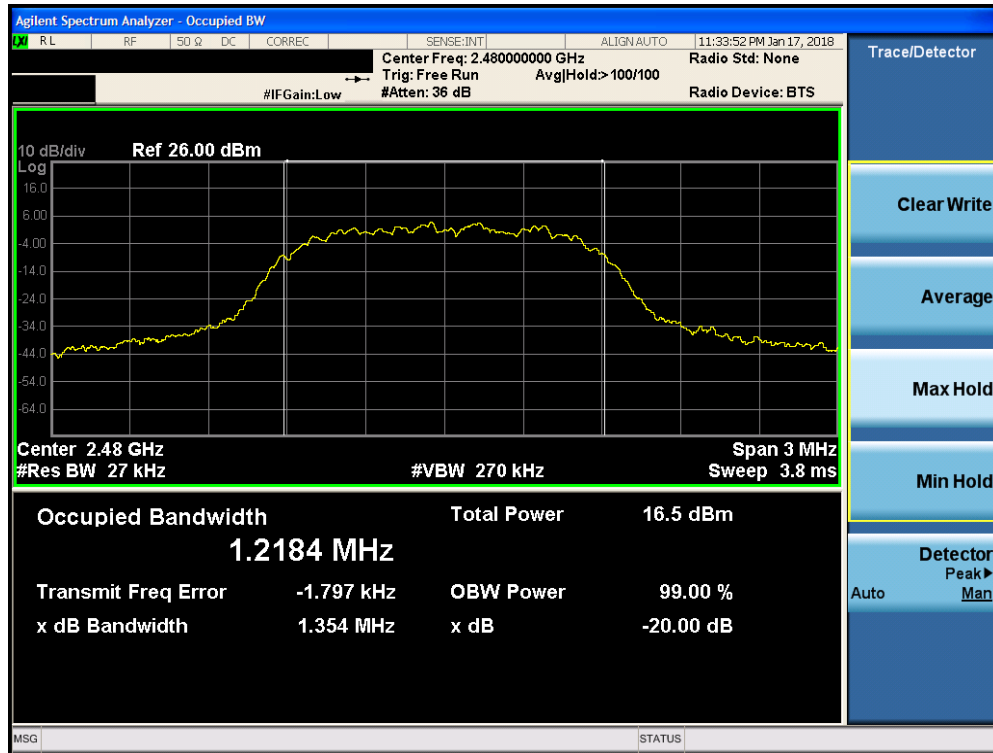 Agilent Spectrum Analyzer - Occupied BW
LXI RL RF 50 Ω DC CORREC SENSE:INT ALIGN AUTO 11:33:52 PM Jan 17, 2018
Center Freq: 2.480000000 GHz Radio Std: None
Trig: Free Run Avg|Hold:>100/100
#IFGain:Low #Atten: 36 dB Radio Device: BTS
10 dB/div Ref 26.00 dBm
Log
16.0
6.00
-4.00
-14.0
-24.0
-34.0
-44.0
-54.0
-64.0
Center 2.48 GHz Span 3 MHz
#Res BW 27 kHz #VBW 270 kHz Sweep 3.8 ms
Occupied Bandwidth Total Power 16.5 dBm
1.2184 MHz
Transmit Freq Error -1.797 kHz OBW Power 99.00 %
x dB Bandwidth 1.354 MHz x dB -20.00 dB
Trace/Detector
Clear Write
Average
Max Hold
Min Hold
Detector
Peak▶
Auto Man
MSG STATUS